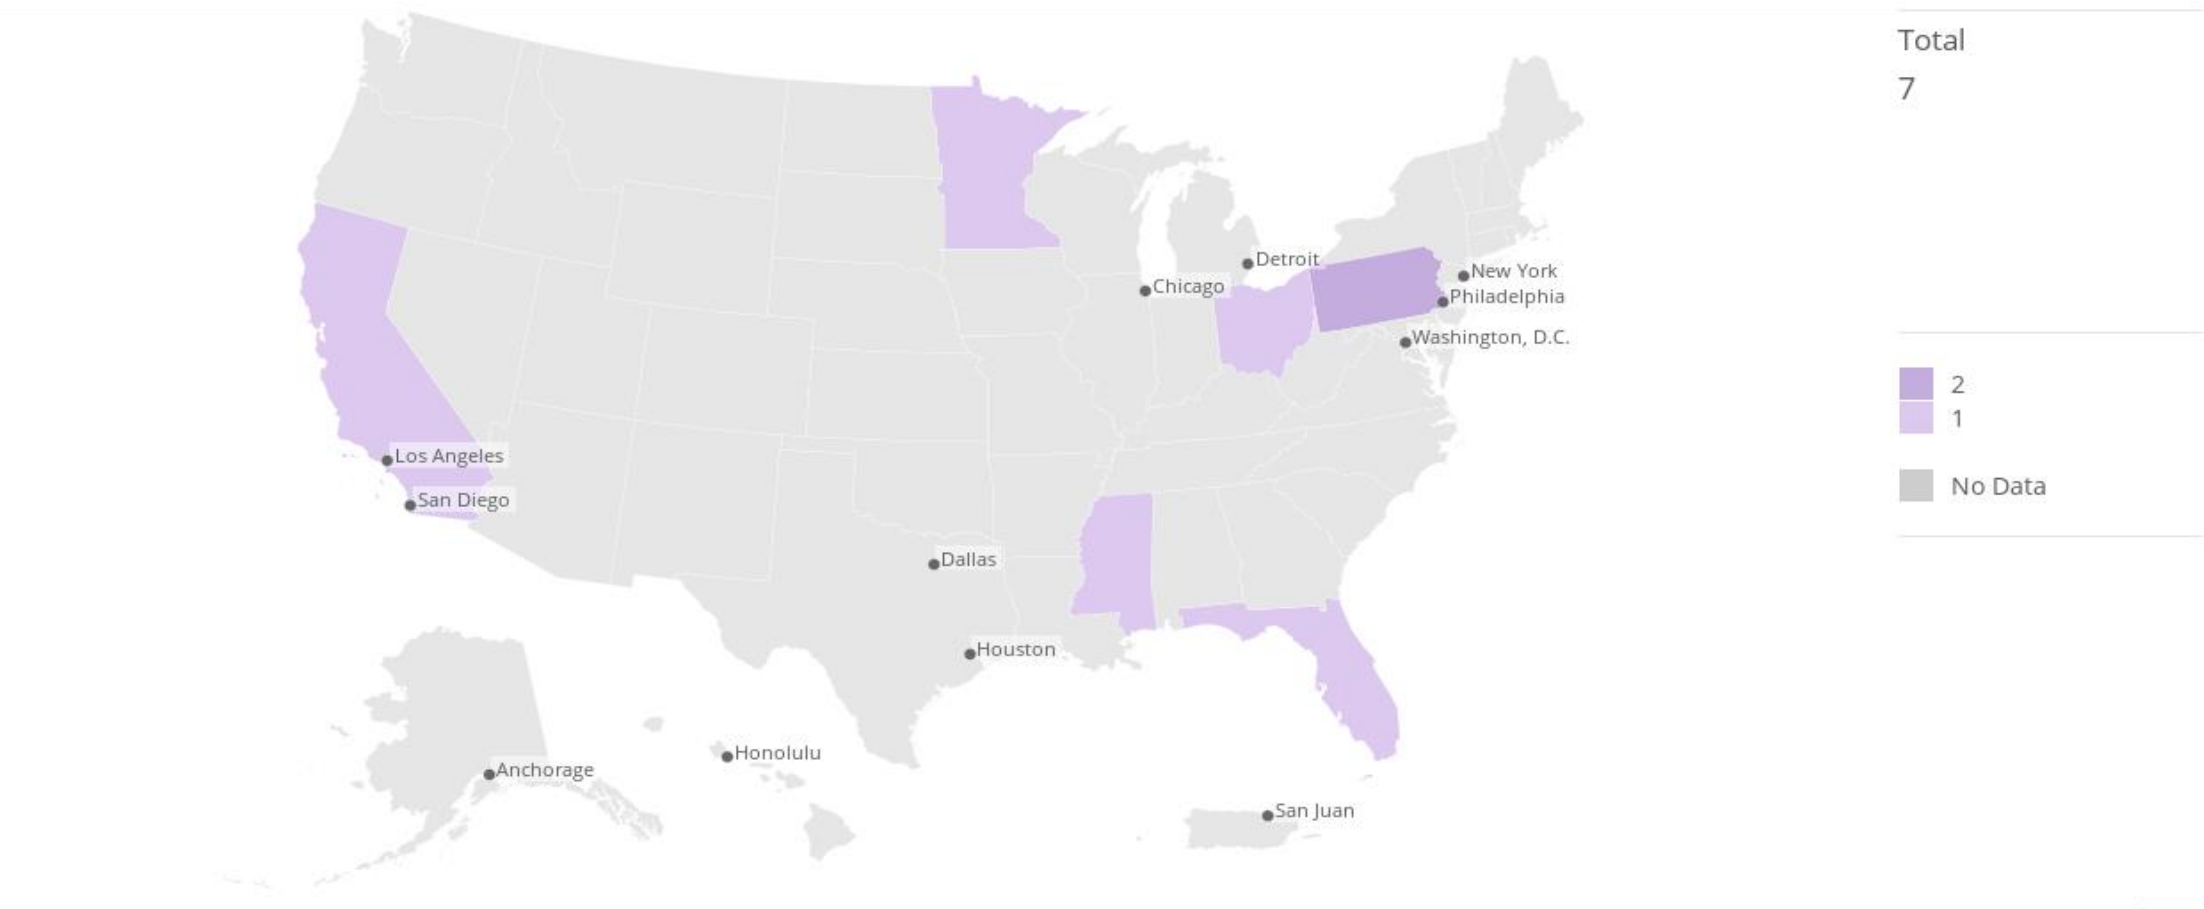 Total
7
Detroit
New York
Chicago
Philadelphia
Washington, D.C.
2
1
Los Angeles
No Data
San Diego
Dallas
Houston
Honolulu
Anchorage
San Juan